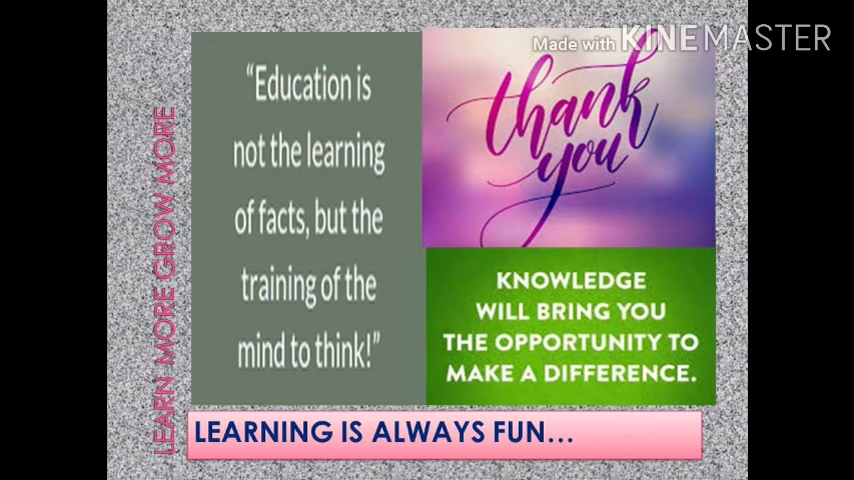 Made with KINEMASTER
LEARN MORE GROW MORE
“Education is
not the learning
of facts, but the
training of the
mind to think!”
thank
you
KNOWLEDGE
WILL BRING YOU
THE OPPORTUNITY TO
MAKE A DIFFERENCE.
LEARNING IS ALWAYS FUN...